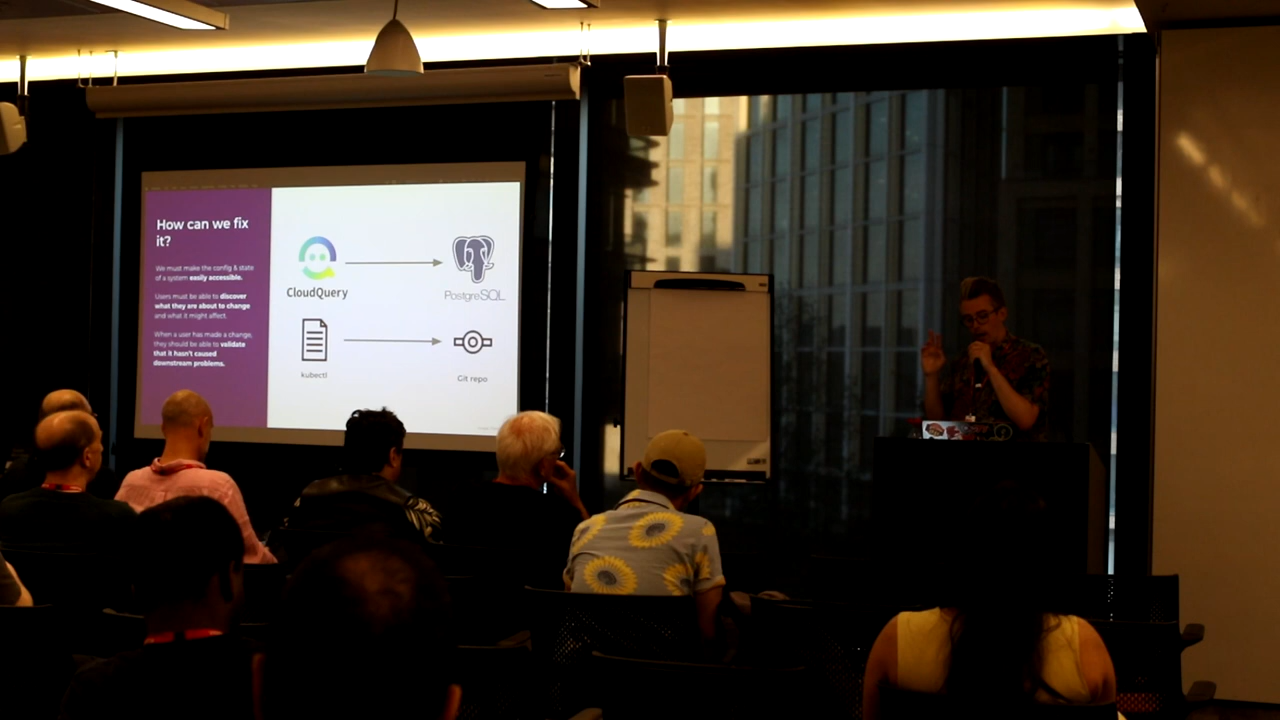 How can we fix
it?
We must make the config & state
of a system easily accessible.
Users must be able to discover
what they are about to change
and what it might affect.
When a user has made a change,
they should be able to validate
that it hasn't caused
downstream problems.
CloudQuery
PostgreSQL
kubectl
Git repo